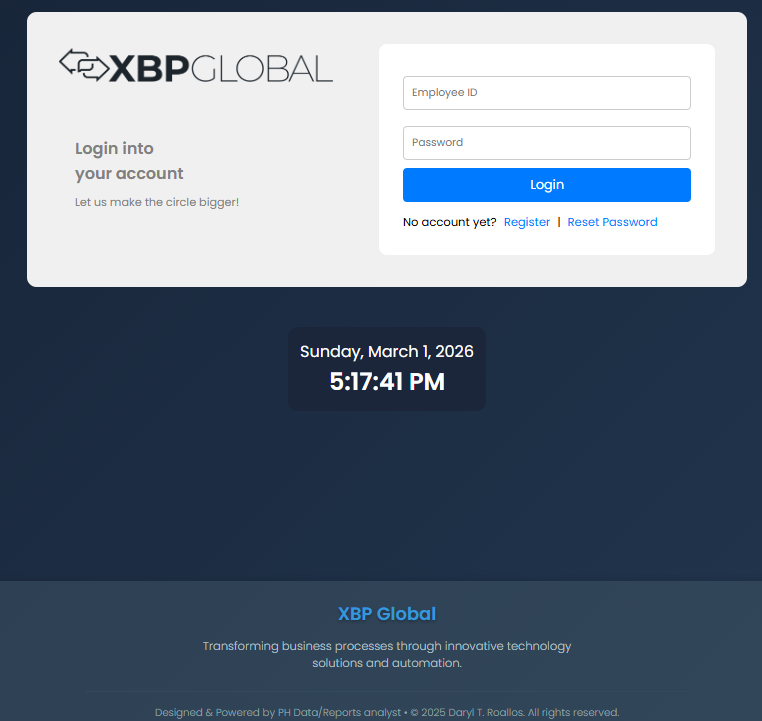 XBPGLOBAL
Login into
your account
Let us make the circle bigger!
Employee ID
Password
Login
No account yet? Register | Reset Password
Sunday, March 1, 2026
5:17:41 PM
XBP Global
Transforming business processes through innovative technology
solutions and automation.
Designed & Powered by PH Data/Reports analyst • © 2025 Daryl T. Roallos. All rights reserved.